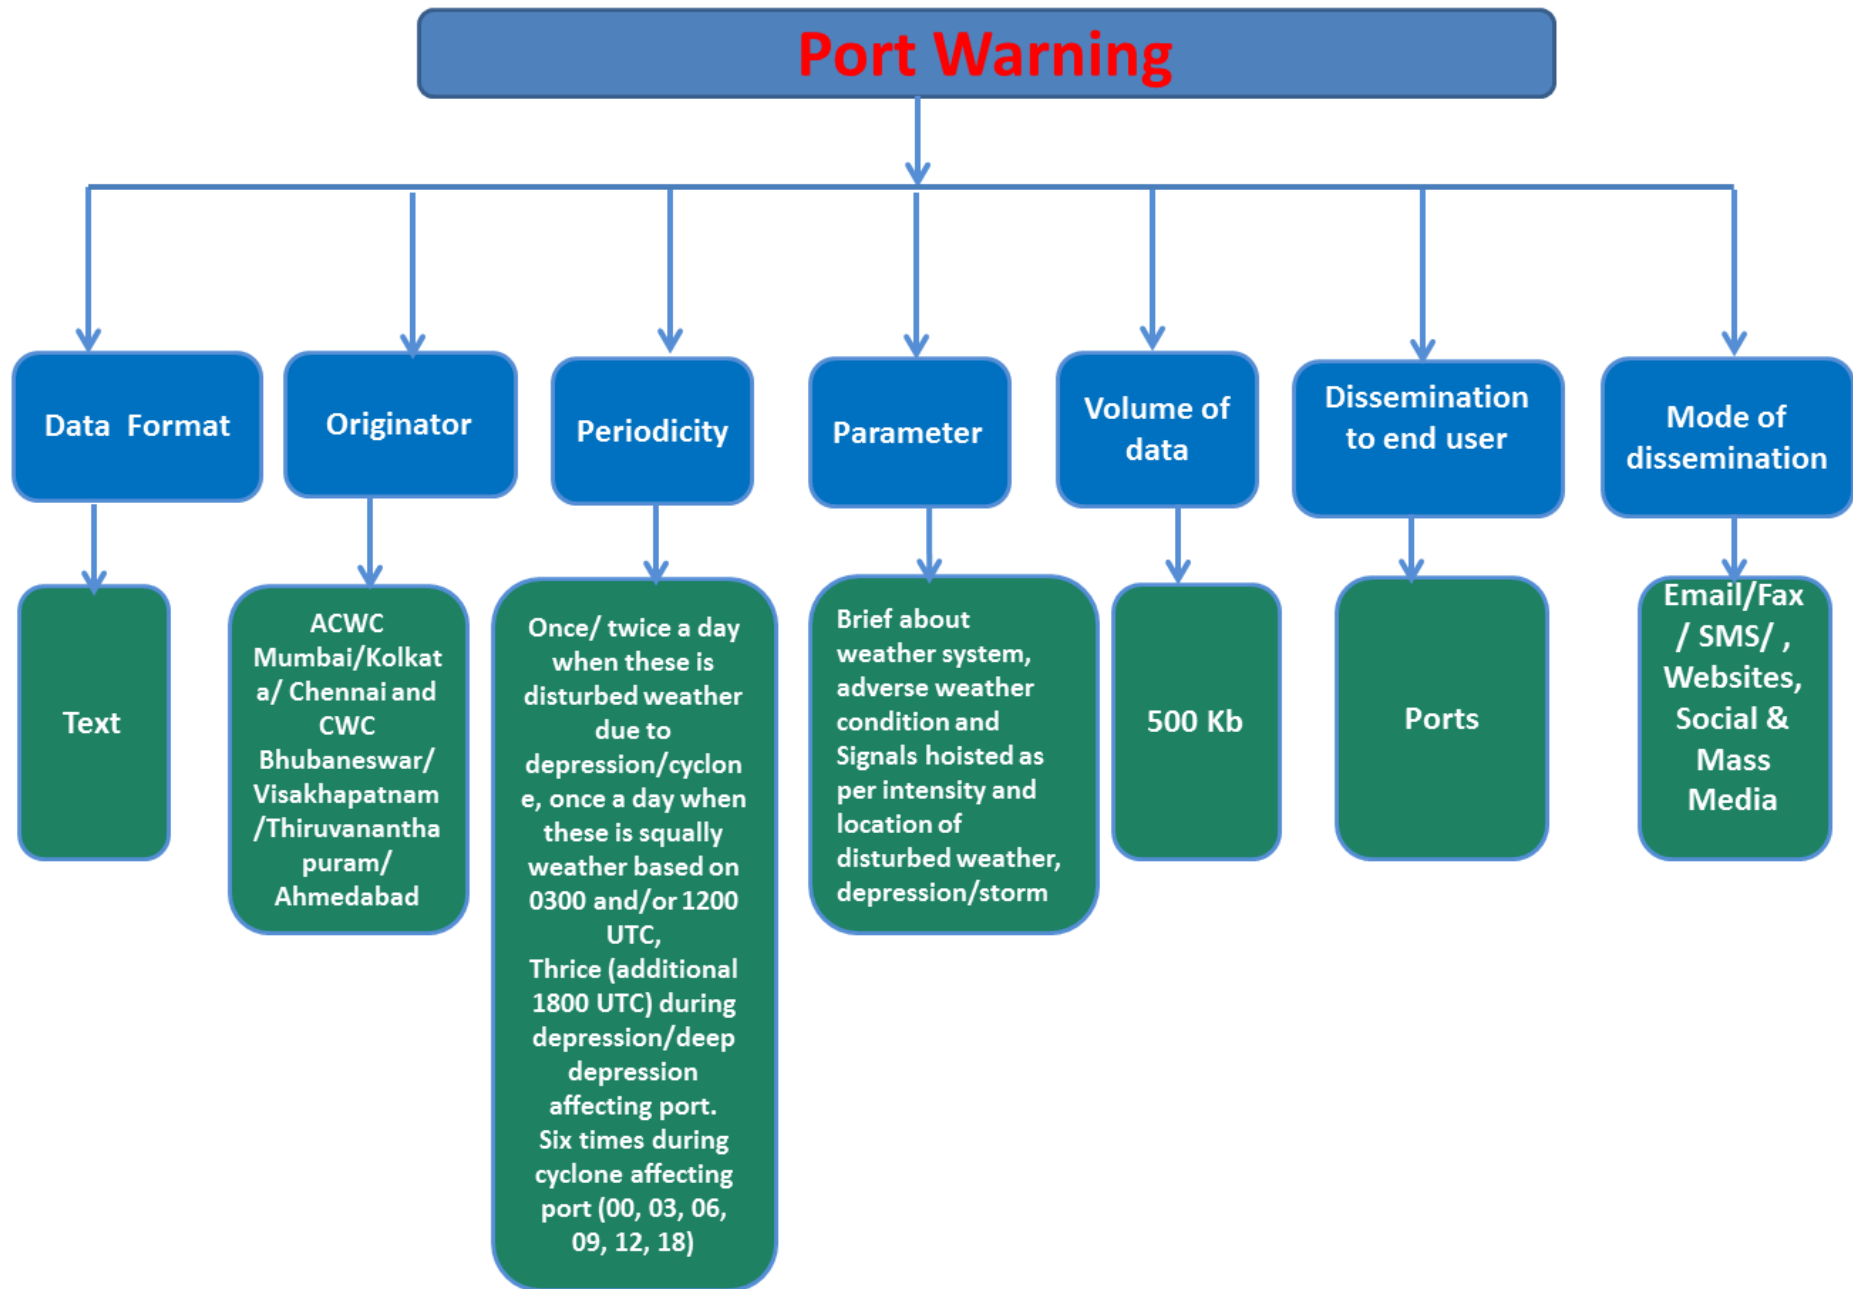 Port Warning
Data Format
Text
Originator
ACWC
Mumbai/Kolkat
a/ Chennai and
CWC
Bhubaneswar/
Visakhapatnam
/Thiruvanantha
puram/
Ahmedabad
Periodicity
Once/ twice a day
when these is
disturbed weather
due to
depression/cyclon
e, once a day when
these is squally
weather based on
0300 and/or 1200
UTC,
Thrice (additional
1800 UTC) during
depression/deep
depression
affecting port.
Six times during
cyclone affecting
port (00, 03, 06,
09, 12, 18)
Parameter
Brief about
weather system,
adverse weather
condition and
Signals hoisted as
per intensity and
location of
disturbed weather,
depression/storm
Volume of
data
500 Kb
Dissemination
to end user
Ports
Mode of
dissemination
Email/Fax
/ SMS/ ,
Websites,
Social &
Mass
Media